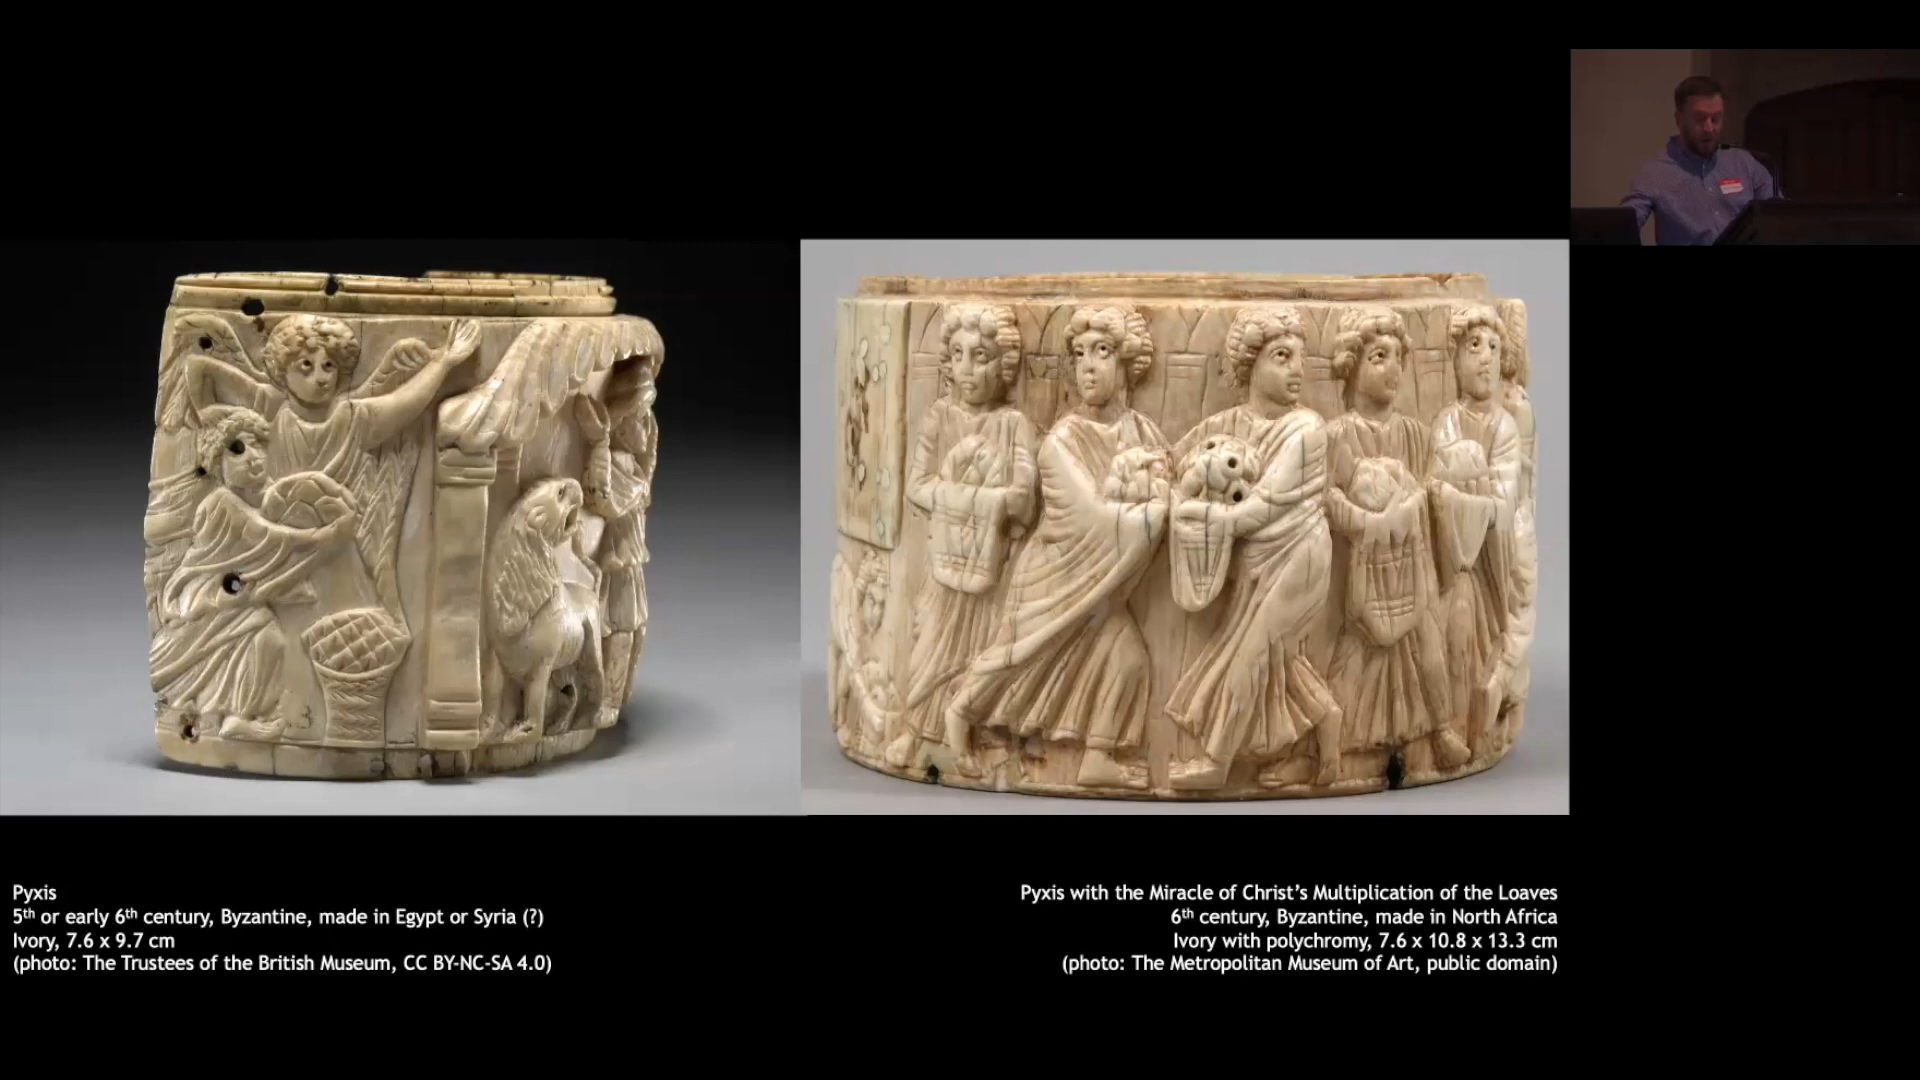 Pyxis
5th or early 6th century, Byzantine, made in Egypt or Syria (?)
Ivory, 7.6 x 9.7 cm
(photo: The Trustees of the British Museum, CC BY-NC-SA 4.0)
Pyxis with the Miracle of Christ’s Multiplication of the Loaves
6th century, Byzantine, made in North Africa
Ivory with polychromy, 7.6 x 10.8 x 13.3 cm
(photo: The Metropolitan Museum of Art, public domain)